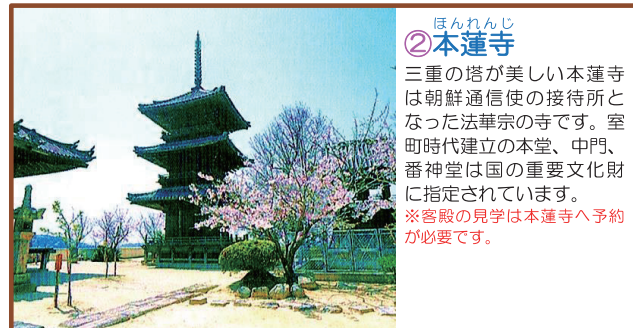 ほんれんじ
②本蓮寺
三重の塔が美しい本蓮寺
は朝鮮通信使の接待所と
なった法華宗の寺です。室
町時代建立の本堂、中門、
番神堂は国の重要文化財
に指定されています。
※客殿の見学は本蓮寺へ予約
が必要です。